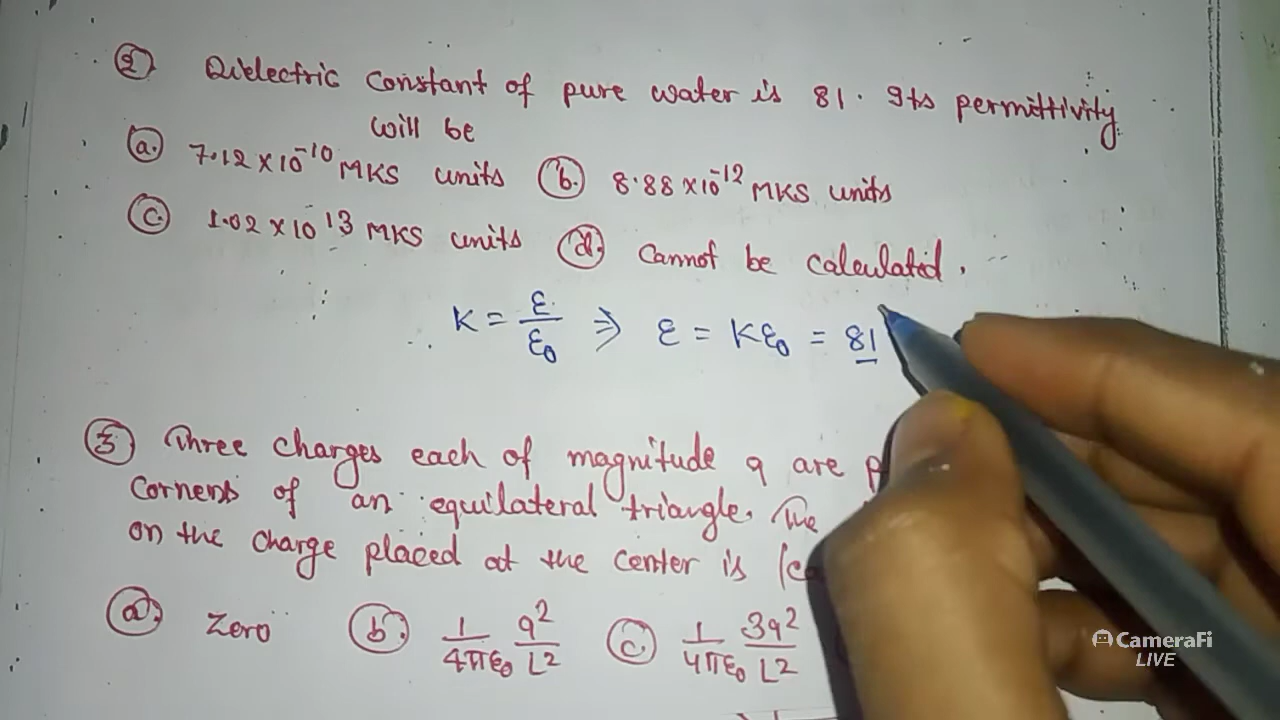 2. Dielectric Constant of pure water is 81. Its permittivity
will be
a. 7.12 × 10⁻¹⁰ MKS units b. 8.88 × 10⁻¹² MKS units
c. 1.02 × 10 13 MKS units d. Cannot be calculated.
K = ε/ε₀ ⇒ ε = Kε₀ = 81
3. Three charges each of magnitude q are
corners of an equilateral triangle. The
on the charge placed at the center is
a. Zero b. 1/4πε₀ q²/L² c. 1/4πε₀ 3q²/L²
CameraFi
LIVE